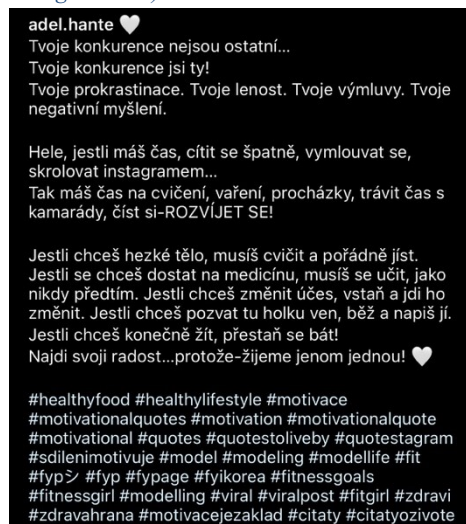 adel.hante 🤍
Tvoje konkurence nejsou ostatní...
Tvoje konkurence jsi ty!
Tvoje prokrastinace. Tvoje lenost. Tvoje výmluvy. Tvoje
negativní myšlení.
Hele, jestli máš čas, cítit se špatně, vymlouvat se,
skrolovat instagramem...
Tak máš čas na cvičení, vaření, procházky, trávit čas s
kamarády, číst si-ROZVÍJET SE!
Jestli chceš hezké tělo, musíš cvičit a pořádně jíst.
Jestli se chceš dostat na medicínu, musíš se učit, jako
nikdy předtím. Jestli chceš změnit účes, vstaň a jdi ho
změnit. Jestli chceš pozvat tu holku ven, běž a napiš jí.
Jestli chceš konečně žít, přestaň se bát!
Najdi svoji radost...protože-žijeme jenom jednou! 🤍
#healthyfood #healthylifestyle #motivace
#motivationalquotes #motivation #motivationalquote
#motivational #quotes #quotestoliveby #quotestagram
#sdilenimotivuje #model #modeling #modellife #fit
#fypシ #fyp #fypage #fyikorea #fitnessgoals
#fitnessgirl #modelling #viral #viralpost #fitgirl #zdravi
#zdravahrana #motivacejezaklad #citaty #citatyozivote